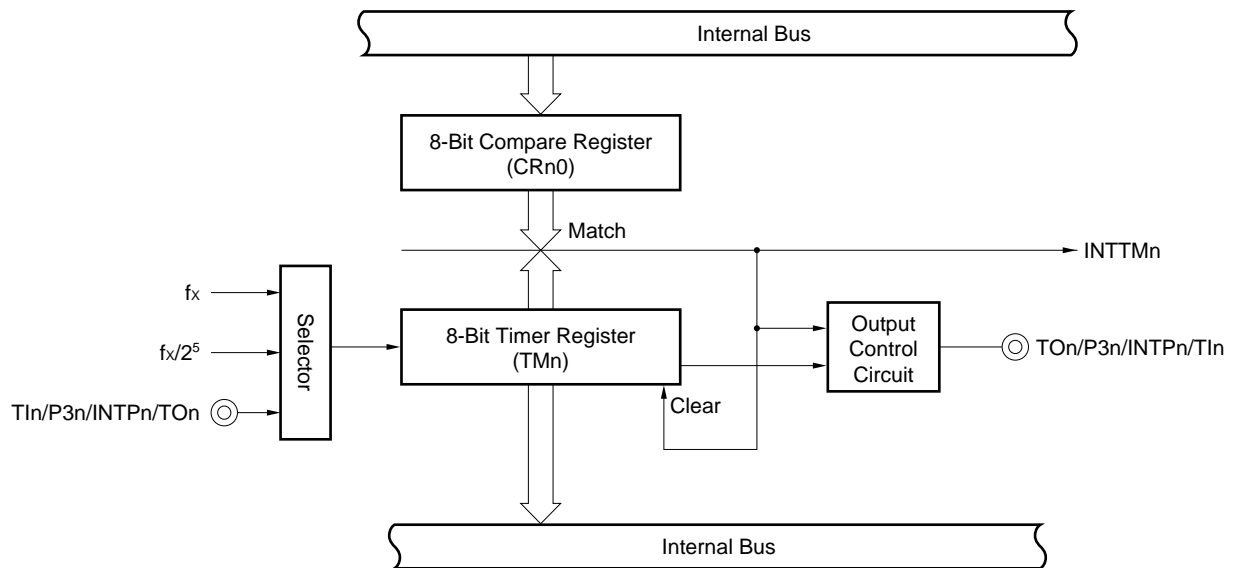 Internal Bus
8-Bit Compare Register
(CRn0)
Match
INTTMn
fX
fX/2⁵
TIn/P3n/INTPn/TOn
Selector
8-Bit Timer Register
(TMn)
Output
Control
Circuit
TOn/P3n/INTPn/TIn
Clear
Internal Bus